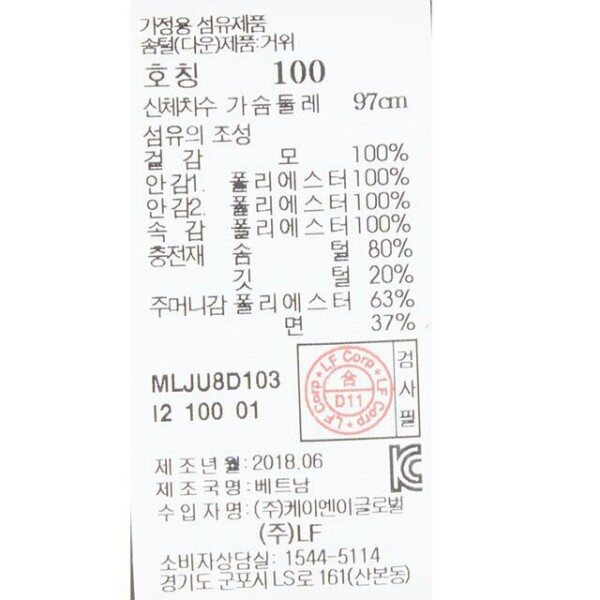 가정용 섬유제품
솜털(다운)제품:거위
호칭 100
신체치수 가슴둘레 97cm
섬유의 조성
겉 감 모 100%
안감1. 폴리에스터 100%
안감2. 폴리에스터 100%
속 감 폴리에스터 100%
충전재 솜 털 80%
깃 털 20%
주머니감 폴리에스터 63%
면 37%
MLJU8D103
I2 100 01
LF Corp ★ LF Corp ★ LF Corp ★
합
D11
검사필
제조년월: 2018.06
제조국명: 베트남
수입자명: (주)케이엔이글로벌
(주)LF
소비자상담실: 1544-5114
경기도 군포시 LS로 161(산본동)